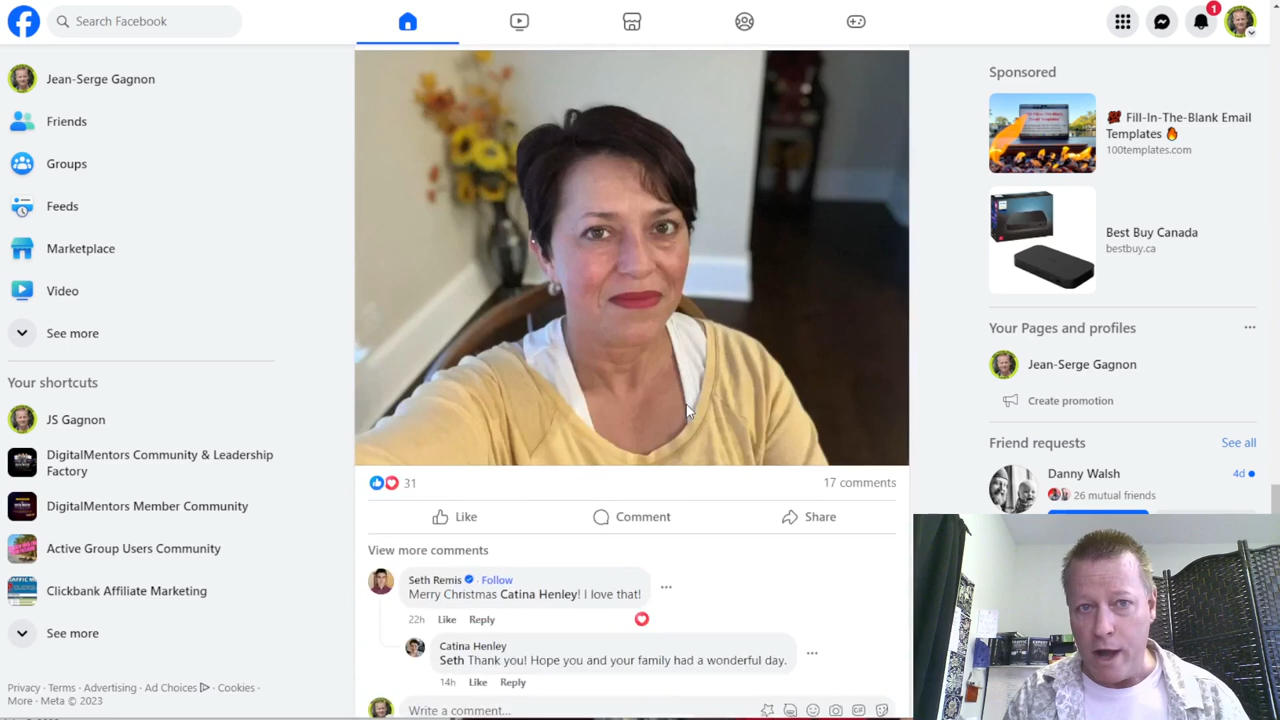 Search Facebook
1
Jean-Serge Gagnon
Friends
Groups
Feeds
Marketplace
Video
See more
Your shortcuts
JS Gagnon
DigitalMentors Community & Leadership
Factory
DigitalMentors Member Community
Active Group Users Community
Clickbank Affiliate Marketing
See more
Privacy · Terms · Advertising · Ad Choices · Cookies ·
More · Meta © 2023
31
17 comments
Like
Comment
Share
View more comments
Seth Remis · Follow
Merry Christmas Catina Henley! I love that!
22h Like Reply
Catina Henley
Seth Thank you! Hope you and your family had a wonderful day.
14h Like Reply
Write a comment...
Sponsored
Fill-In-The-Blank Email
Templates
100templates.com
Best Buy Canada
bestbuy.ca
Your Pages and profiles
Jean-Serge Gagnon
Create promotion
Friend requests
See all
Danny Walsh
4d
26 mutual friends